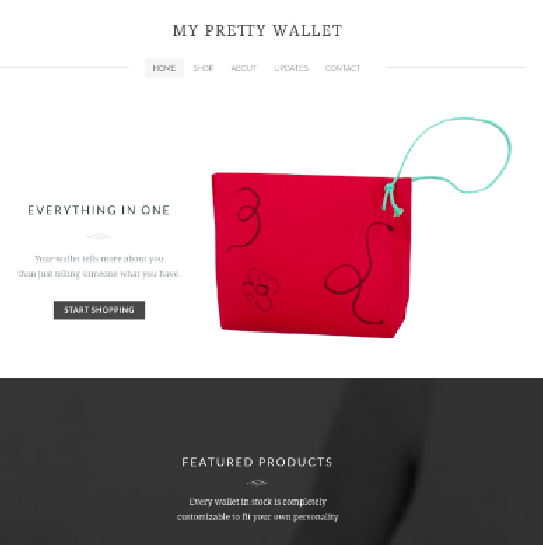 MY PRETTY WALLET
HOME SHOP ABOUT UPDATES CONTACT
EVERYTHING IN ONE
Your wallet tells more about you
than just telling someone what you have.
START SHOPPING
FEATURED PRODUCTS
Every wallet in stock is completely
customizable to fit your own personality